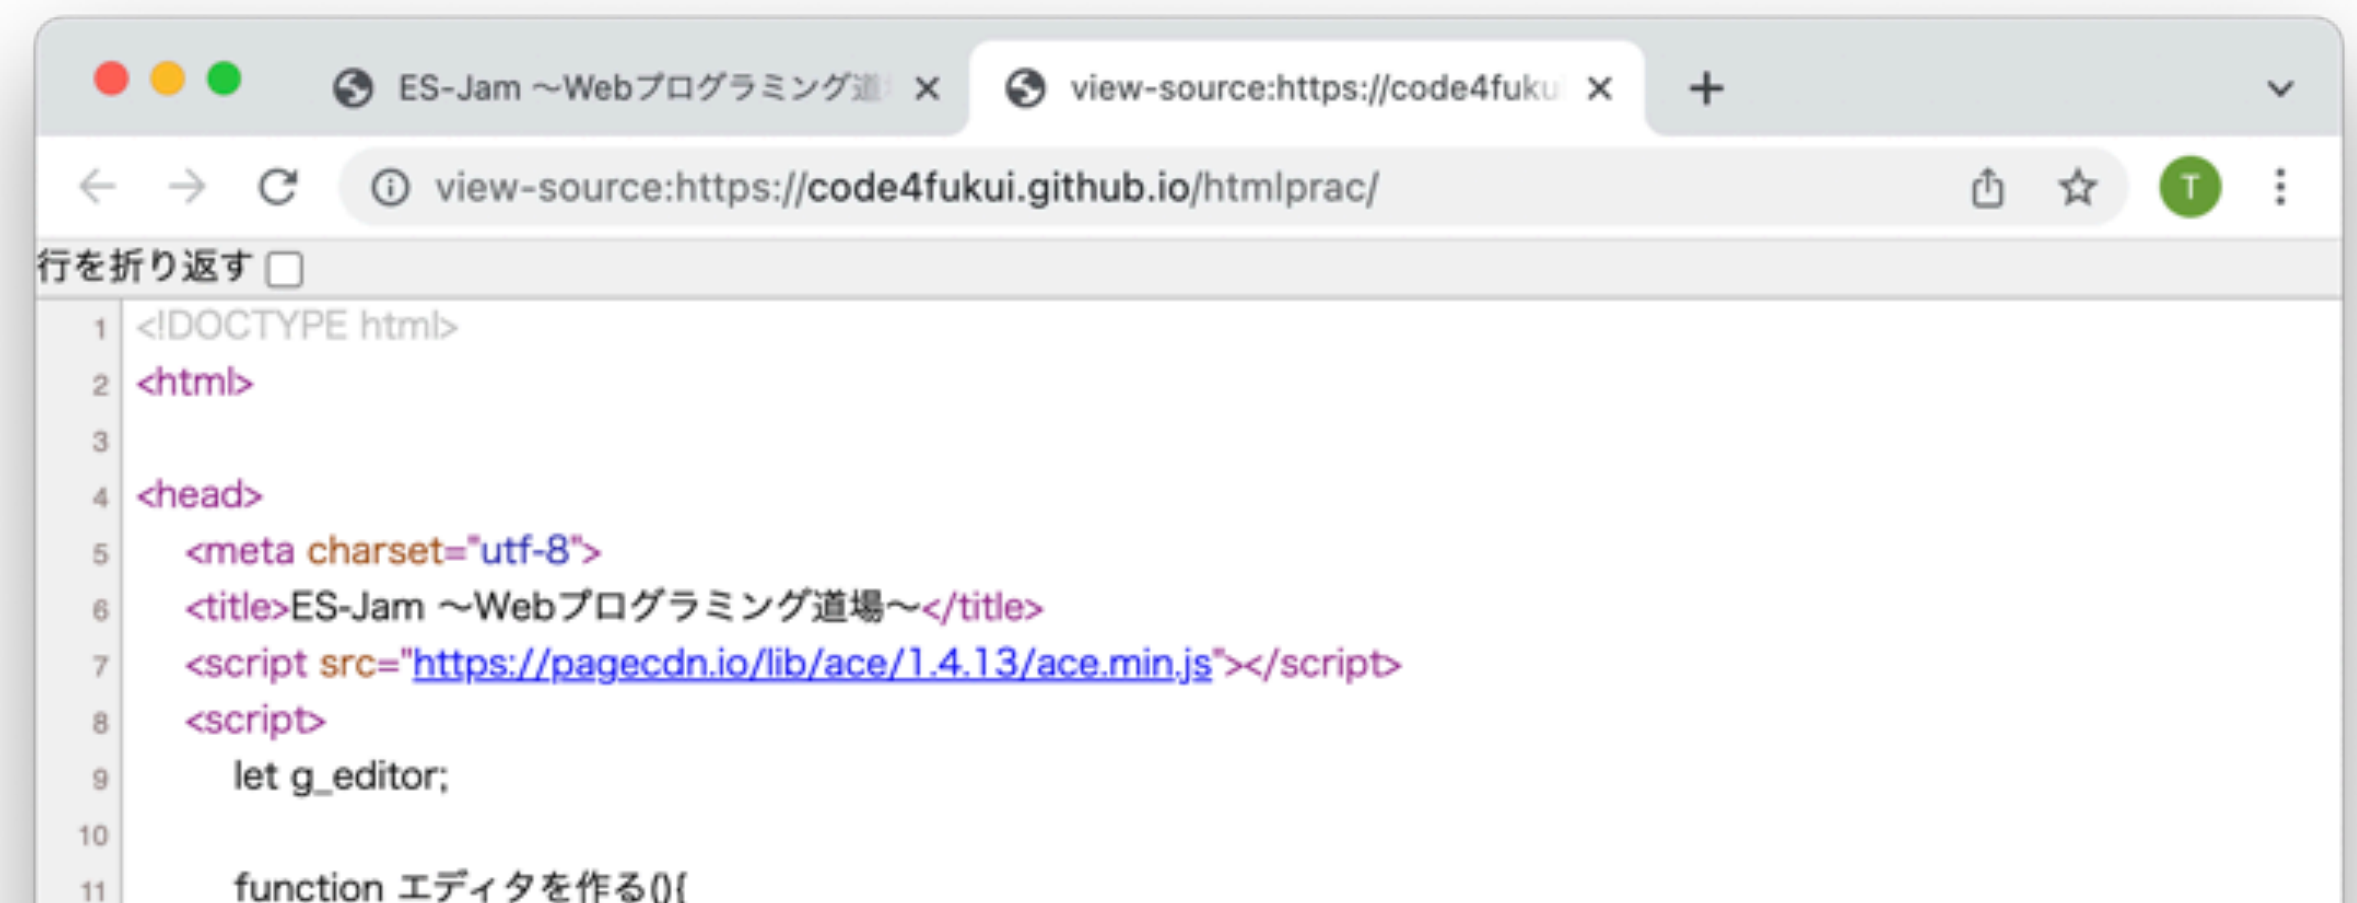 ES-Jam ～Webプログラミング道
view-source:https://code4fuku
view-source:https://code4fukui.github.io/htmlprac/
T
行を折り返す
1 <!DOCTYPE html>
2 <html>
3
4 <head>
5 <meta charset="utf-8">
6 <title>ES-Jam ～Webプログラミング道場～</title>
7 <script src="https://pagecdn.io/lib/ace/1.4.13/ace.min.js"></script>
8 <script>
9 let g_editor;
10
11 function エディタを作る(){